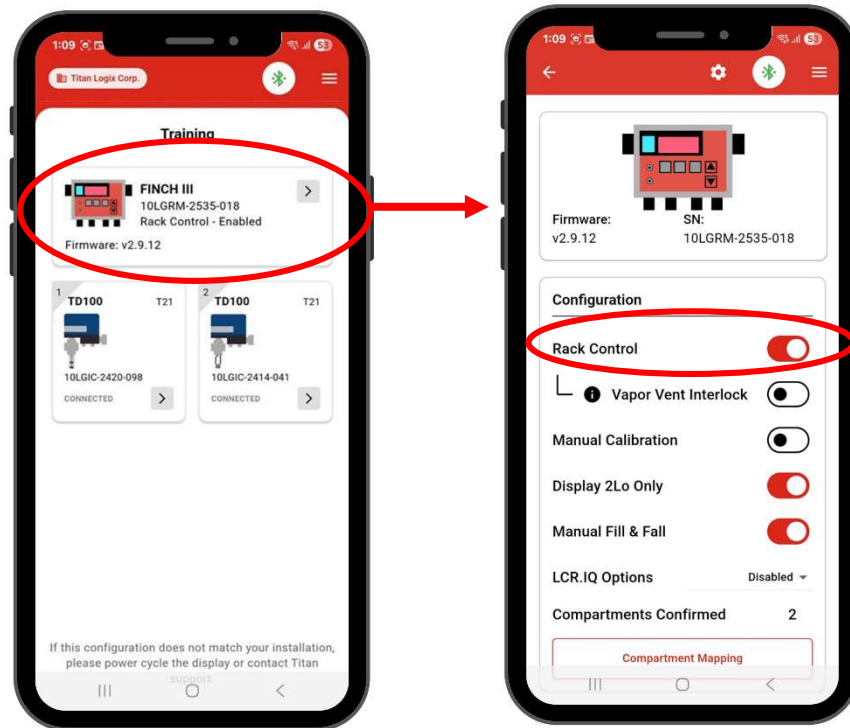 1:09
53
Titan Logix Corp.
Training
FINCH III
10LGRM-2535-018
Rack Control - Enabled
Firmware: v2.9.12
1
TD100
T21
10LGIC-2420-098
CONNECTED
2
TD100
T21
10LGIC-2414-041
CONNECTED
If this configuration does not match your installation,
please power cycle the display or contact Titan
support
1:09
53
Firmware:
SN:
v2.9.12
10LGRM-2535-018
Configuration
Rack Control
Vapor Vent Interlock
Manual Calibration
Display 2Lo Only
Manual Fill & Fall
LCR.IQ Options
Disabled
Compartments Confirmed
2
Compartment Mapping